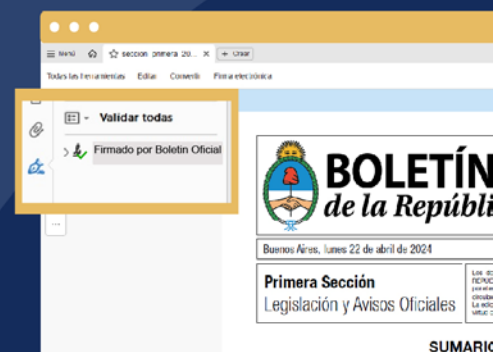 Menú
sección primera 20... × + Crear
Todas las herramientas Editar Convertir Firma electrónica
Validar todas
Firmado por Boletin Oficial
BOLETÍN
de la Repúbli
Buenos Aires, lunes 22 de abril de 2024
Primera Sección
Legislación y Avisos Oficiales
SUMARIO